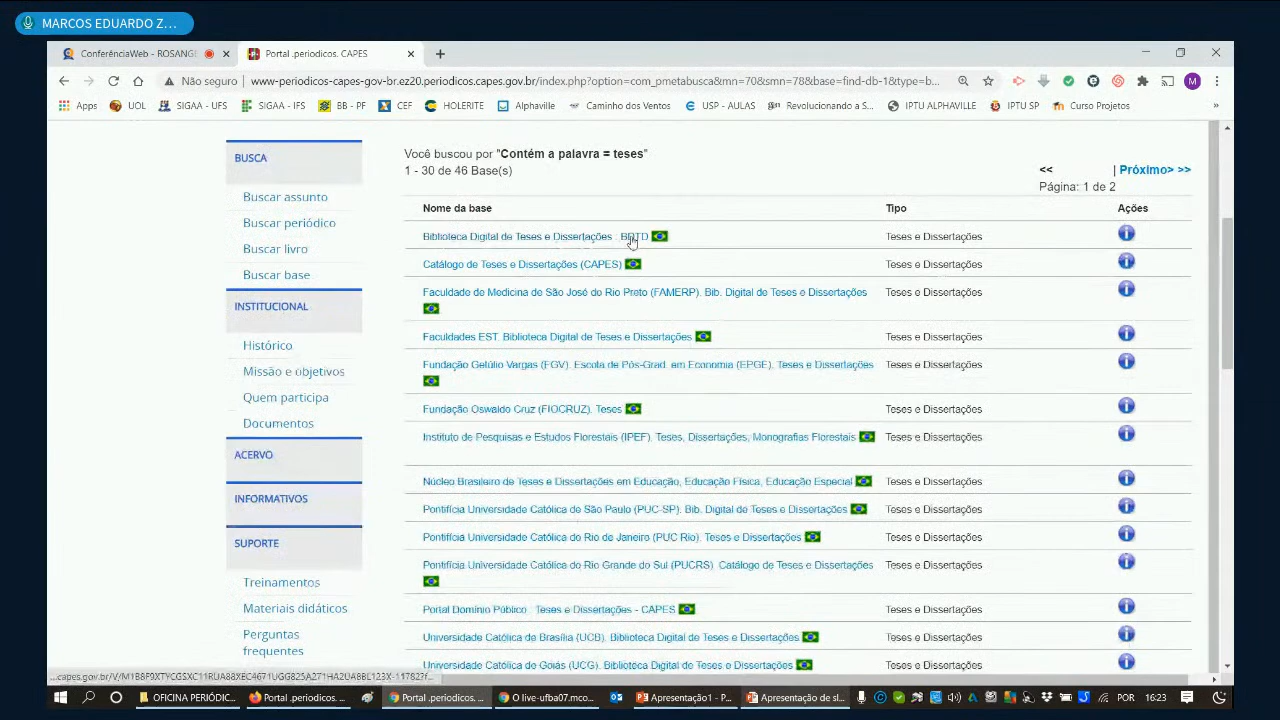 MARCOS EDUARDO Z...
ConferênciaWeb - ROSANG
Portal .periodicos. CAPES
Não seguro
www-periodicos-capes-gov-br.ez20.periodicos.capes.gov.br/index.php?option=com_pmetabusca&mn=70&smn=78&base=find-db-1&type=b...
M
Apps
UOL
SIGAA - UFS
SIGAA - IFS
BB - PF
CEF
HOLERITE
Alphaville
Caminho dos Ventos
USP - AULAS
Revolucionando a S...
IPTU ALPHAVILLE
IPTU SP
Curso Projetos
»
BUSCA
Buscar assunto
Buscar periódico
Buscar livro
Buscar base
INSTITUCIONAL
Histórico
Missão e objetivos
Quem participa
Documentos
ACERVO
INFORMATIVOS
SUPORTE
Treinamentos
Materiais didáticos
Perguntas
frequentes
Você buscou por "Contém a palavra = teses"
1 - 30 de 46 Base(s)
<< | Próximo> >>
Página: 1 de 2
Nome da base Tipo Ações
Biblioteca Digital de Teses e Dissertações . BDTD Teses e Dissertações
Catálogo de Teses e Dissertações (CAPES) Teses e Dissertações
Faculdade de Medicina de São José do Rio Preto (FAMERP). Bib. Digital de Teses e Dissertações Teses e Dissertações
Faculdades EST. Biblioteca Digital de Teses e Dissertações Teses e Dissertações
Fundação Getúlio Vargas (FGV). Escola de Pós-Grad. em Economia (EPGE). Teses e Dissertações Teses e Dissertações
Fundação Oswaldo Cruz (FIOCRUZ). Teses Teses e Dissertações
Instituto de Pesquisas e Estudos Florestais (IPEF). Teses, Dissertações, Monografias Florestais Teses e Dissertações
Núcleo Brasileiro de Teses e Dissertações em Educação, Educação Física, Educação Especial Teses e Dissertações
Pontifícia Universidade Católica de São Paulo (PUC-SP). Bib. Digital de Teses e Dissertações Teses e Dissertações
Pontifícia Universidade Católica do Rio de Janeiro (PUC Rio). Teses e Dissertações Teses e Dissertações
Pontifícia Universidade Católica do Rio Grande do Sul (PUCRS). Catálogo de Teses e Dissertações Teses e Dissertações
Portal Domínio Público . Teses e Dissertações - CAPES Teses e Dissertações
Universidade Católica de Brasília (UCB). Biblioteca Digital de Teses e Dissertações Teses e Dissertações
Universidade Católica de Goiás (UCG). Biblioteca Digital de Teses e Dissertações Teses e Dissertações
OFICINA PERIÓDIC...
Portal .periodicos. ...
Portal .periodicos. ...
O live-ufba07.mco...
Apresentação1 - P...
Apresentação de sl...
POR
16:23